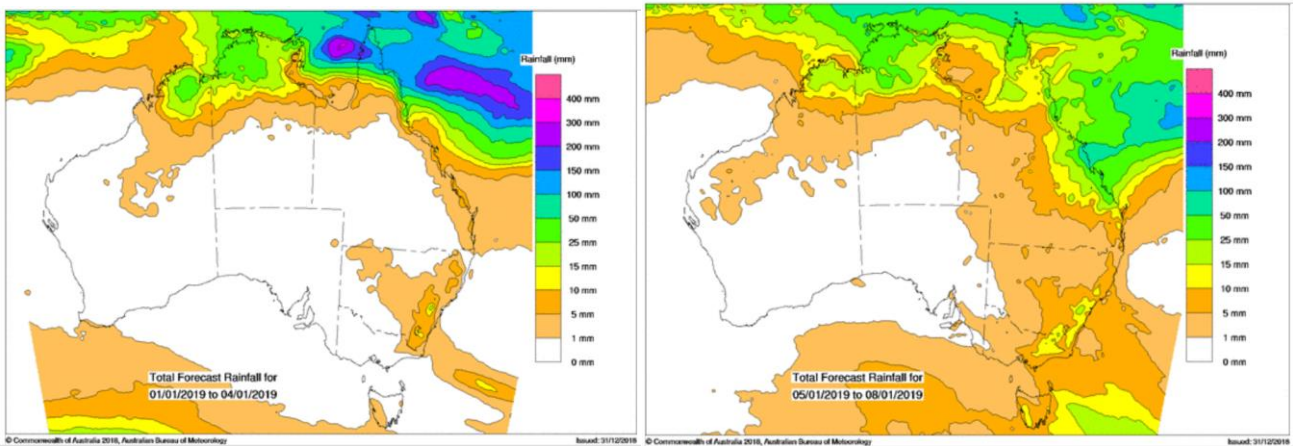 Rainfall (mm)
400 mm
300 mm
200 mm
150 mm
100 mm
50 mm
25 mm
15 mm
10 mm
5 mm
1 mm
0 mm
Total Forecast Rainfall for
01/01/2019 to 04/01/2019
© Commonwealth of Australia 2018, Australian Bureau of Meteorology
Issued: 31/12/2018
Rainfall (mm)
400 mm
300 mm
200 mm
150 mm
100 mm
50 mm
25 mm
15 mm
10 mm
5 mm
1 mm
0 mm
Total Forecast Rainfall for
05/01/2019 to 08/01/2019
© Commonwealth of Australia 2018, Australian Bureau of Meteorology
Issued: 31/12/2018